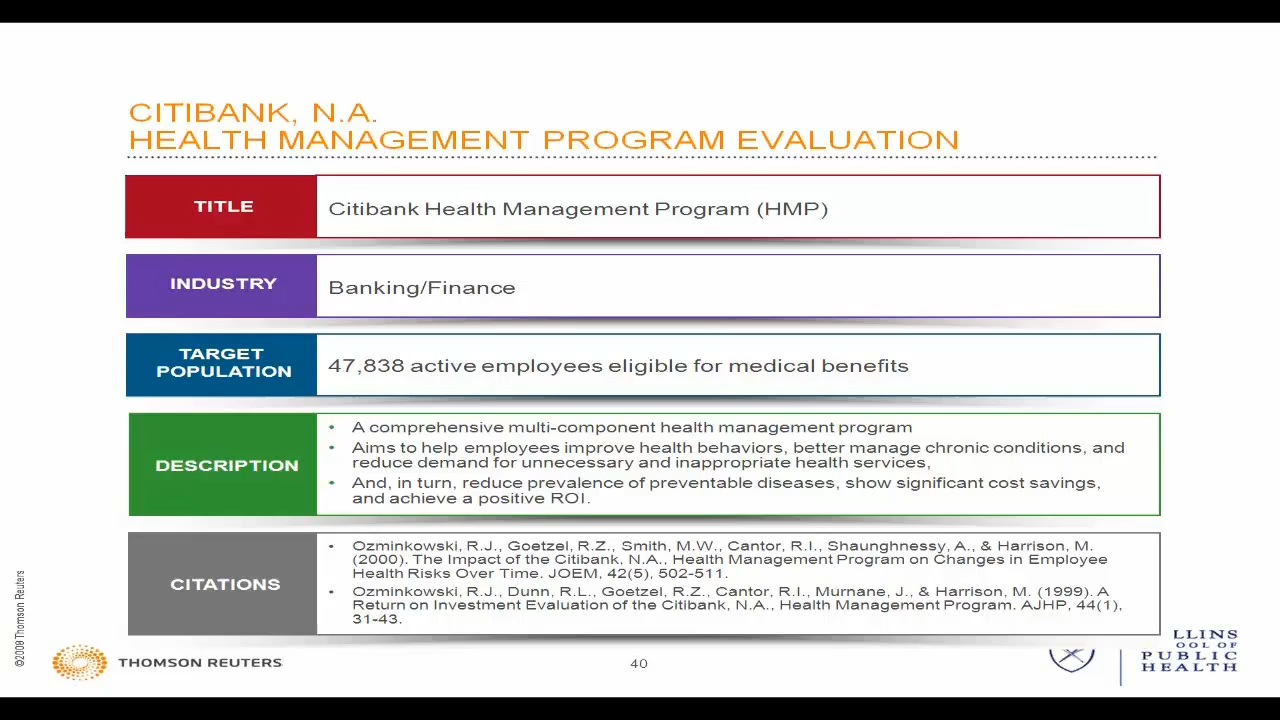 CITIBANK, N.A.
HEALTH MANAGEMENT PROGRAM EVALUATION
TITLE
Citibank Health Management Program (HMP)
INDUSTRY
Banking/Finance
TARGET
POPULATION
47,838 active employees eligible for medical benefits
DESCRIPTION
• A comprehensive multi-component health management program
• Aims to help employees improve health behaviors, better manage chronic conditions, and
reduce demand for unnecessary and inappropriate health services,
• And, in turn, reduce prevalence of preventable diseases, show significant cost savings,
and achieve a positive ROI.
CITATIONS
• Ozminkowski, R.J., Goetzel, R.Z., Smith, M.W., Cantor, R.I., Shaunghnessy, A., & Harrison, M.
(2000). The Impact of the Citibank, N.A., Health Management Program on Changes in Employee
Health Risks Over Time. JOEM, 42(5), 502-511.
• Ozminkowski, R.J., Dunn, R.L., Goetzel, R.Z., Cantor, R.I., Murnane, J., & Harrison, M. (1999). A
Return on Investment Evaluation of the Citibank, N.A., Health Management Program. AJHP, 44(1),
31-43.
©2009 Thomson Reuters
THOMSON REUTERS
40
LLINS
OOL OF
PUBLIC
HEALTH